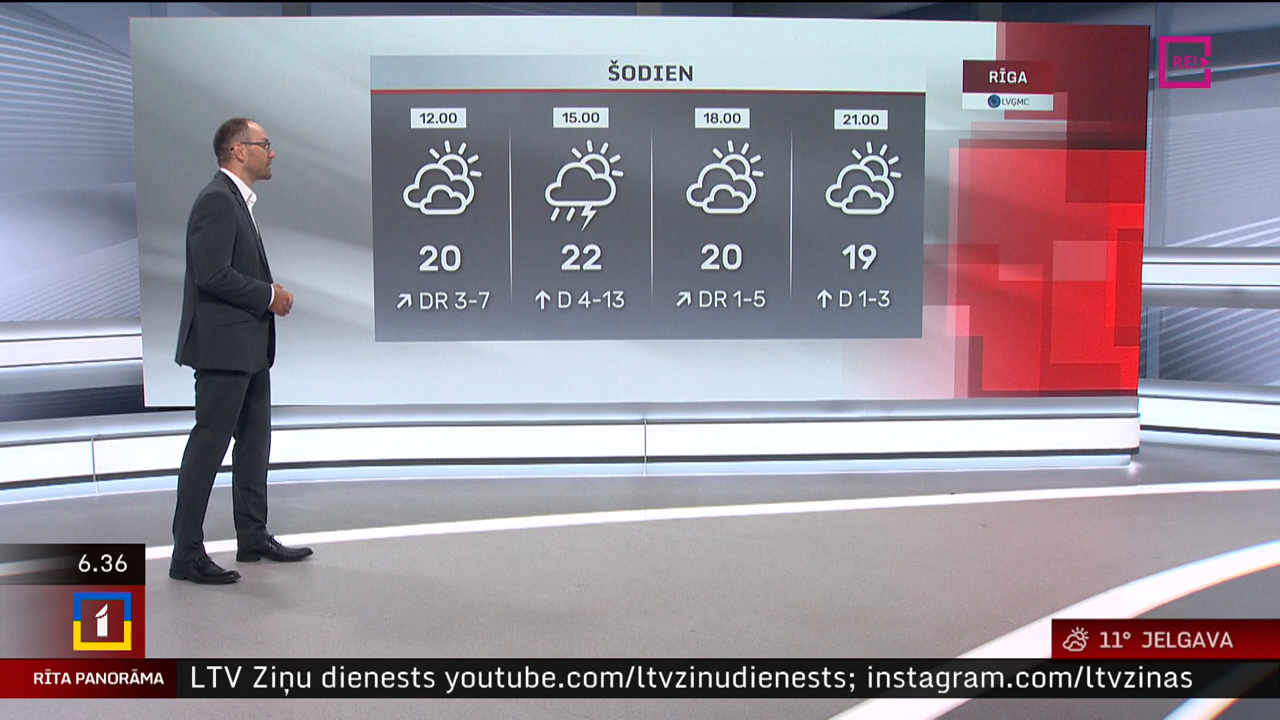 ŠODIEN
RE!
RĪGA
LVĢMC
12.00
15.00
18.00
21.00
20
22
20
19
DR 3-7
D 4-13
DR 1-5
D 1-3
6.36
1
11° JELGAVA
RĪTA PANORĀMA
LTV Ziņu dienests youtube.com/ltvzinudienests; instagram.com/ltvzinas